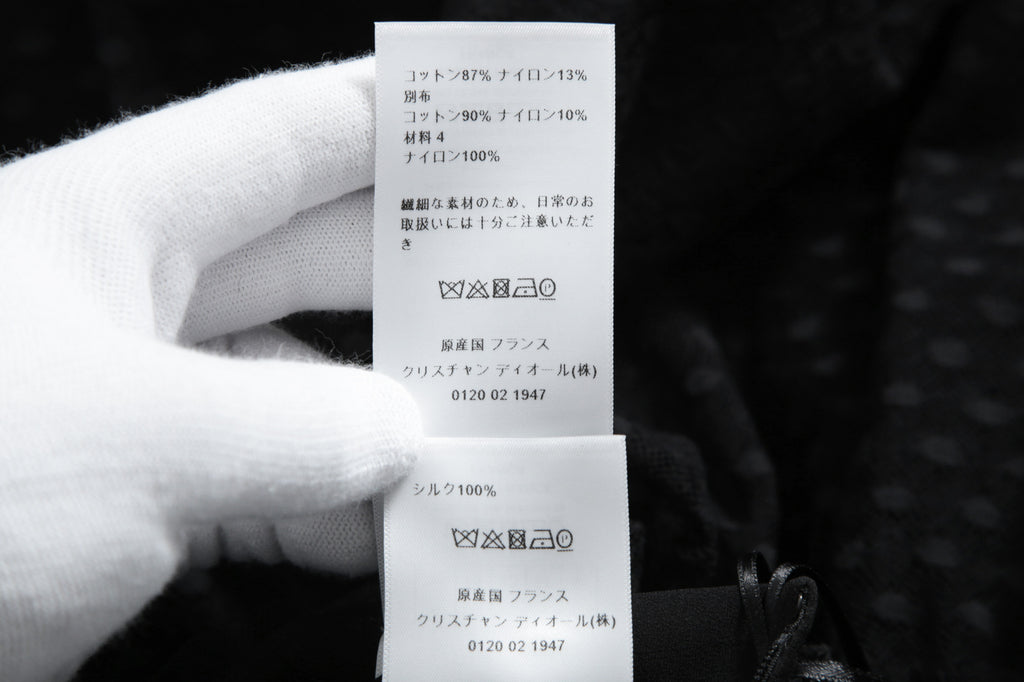 コットン87% ナイロン13%
別布
コットン90% ナイロン10%
材料 4
ナイロン100%
繊細な素材のため、日常のお
取扱いには十分ご注意いただ
き
原産国 フランス
クリスチャン ディオール(株)
0120 02 1947
シルク100%
原産国 フランス
クリスチャン ディオール(株)
0120 02 1947